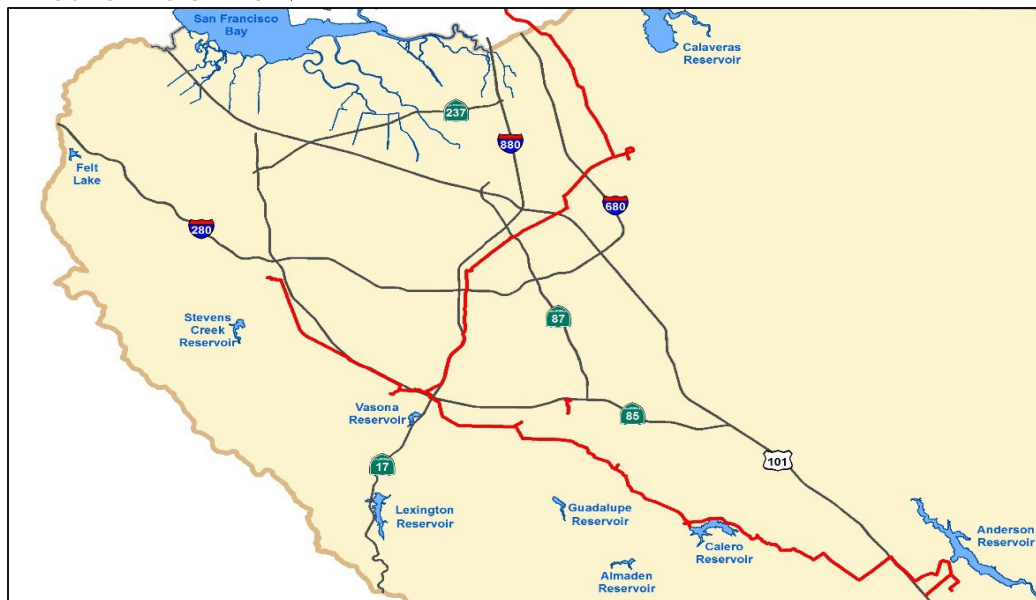 San Francisco
Bay
Calaveras
Reservoir
237
880
Felt
Lake
680
280
Stevens
Creek
Reservoir
87
Vasona
Reservoir
85
101
17
Lexington
Reservoir
Guadalupe
Reservoir
Calero
Reservoir
Anderson
Reservoir
Almaden
Reservoir